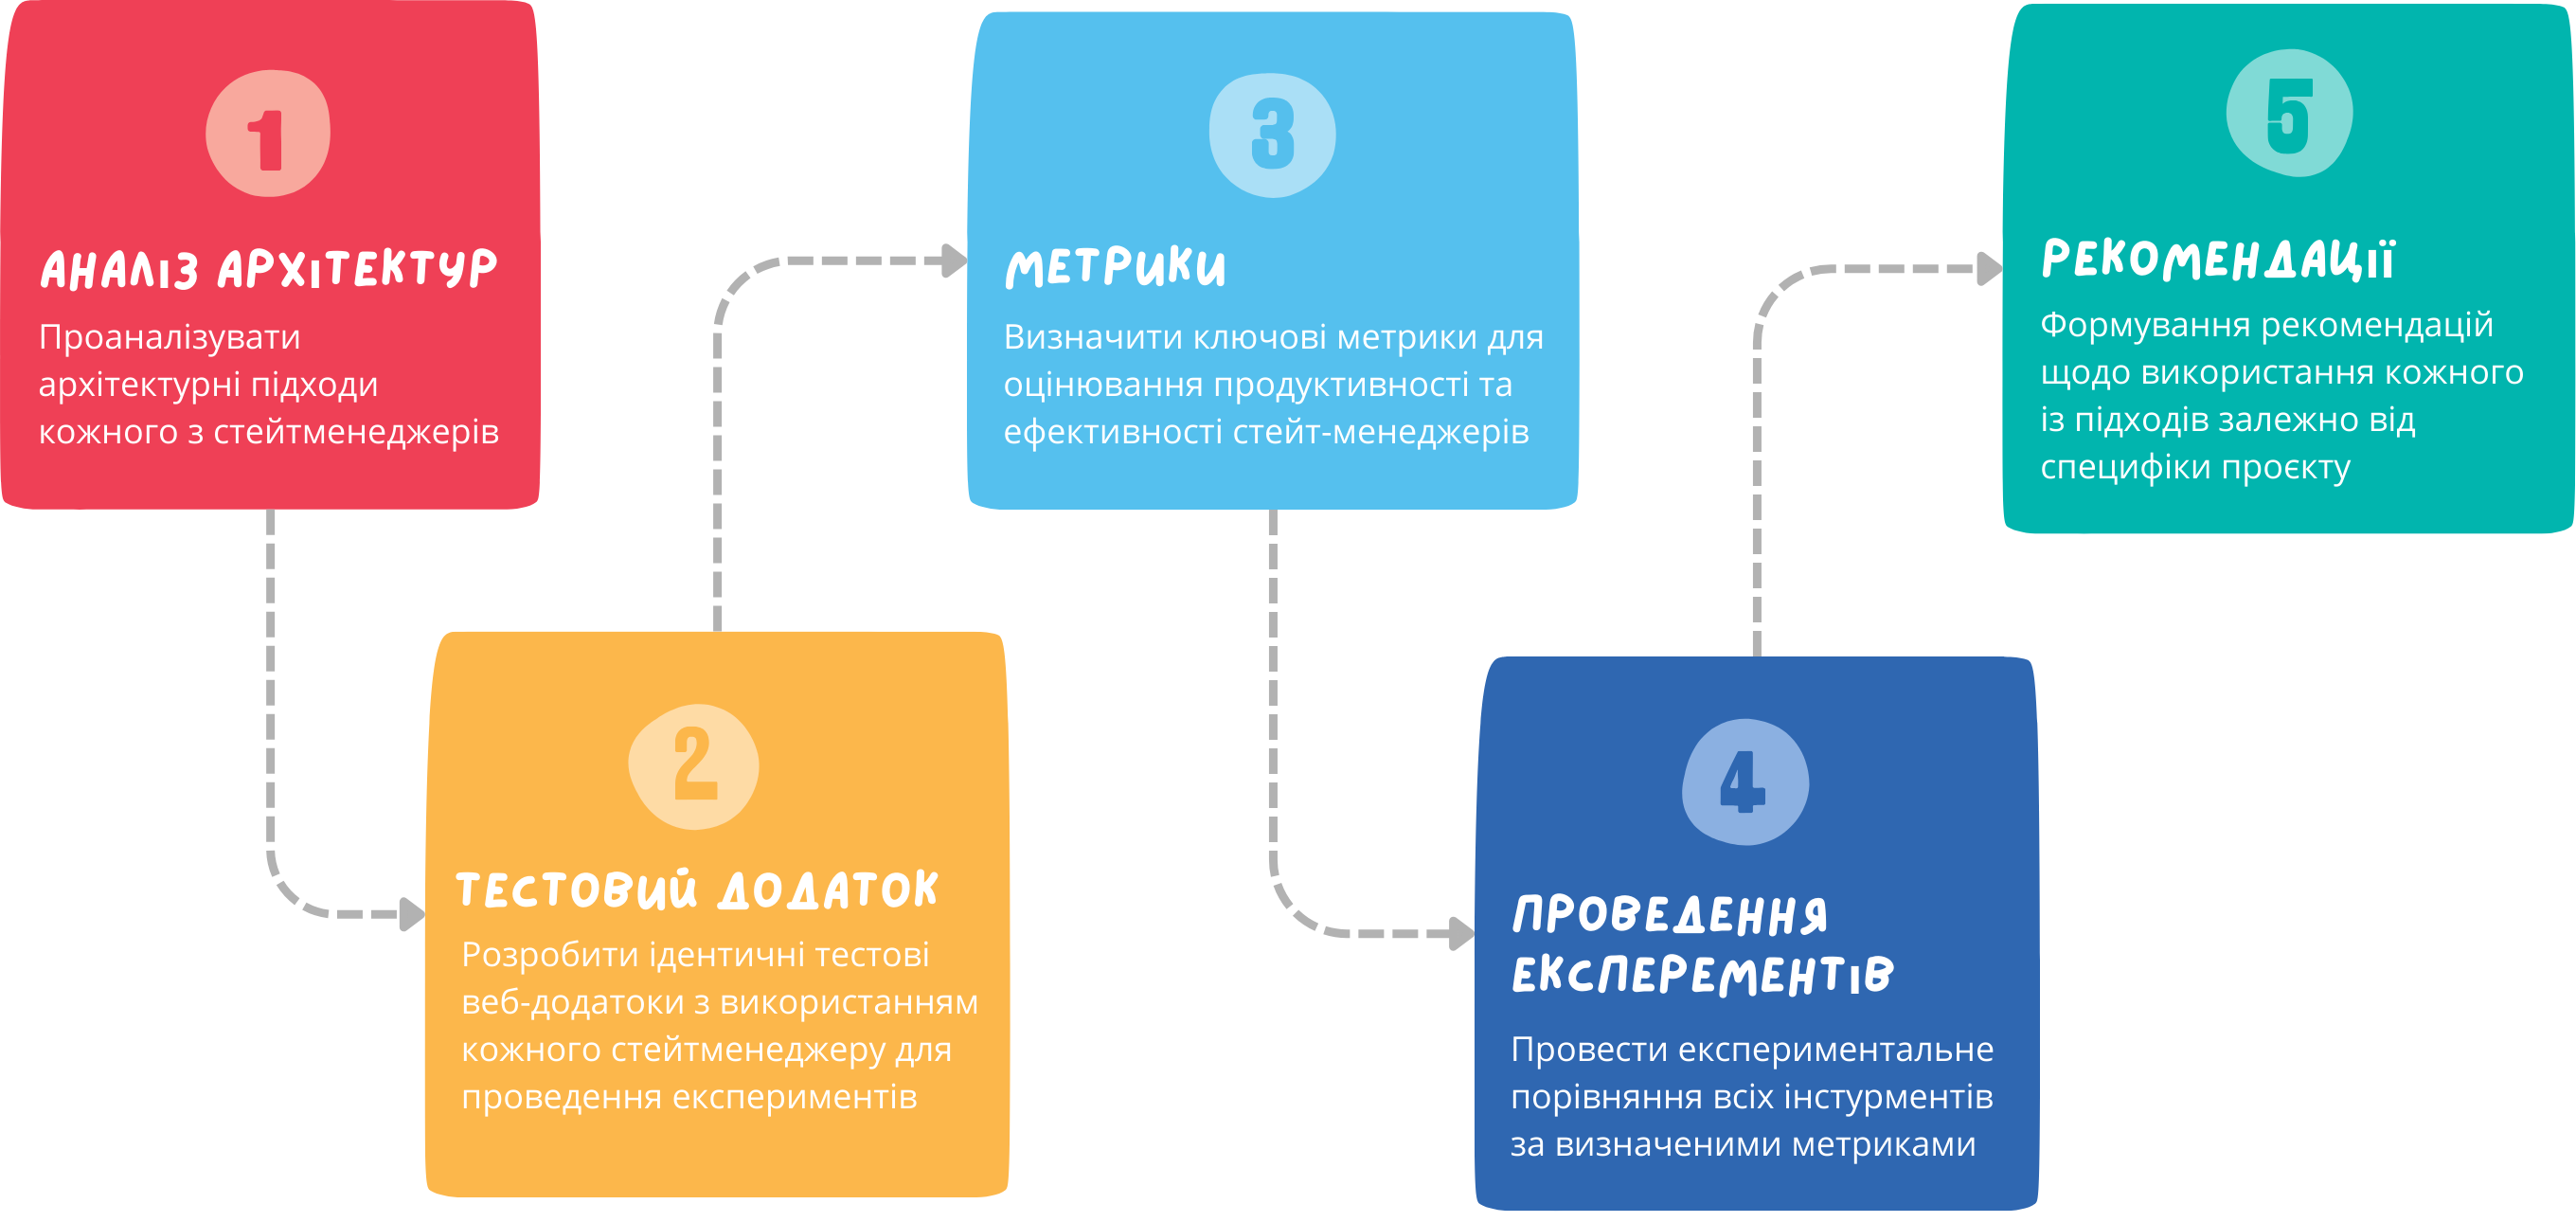 1
АНАЛІЗ АРХІТЕКТУР
Проаналізувати
архітектурні підходи
кожного з стейтменеджерів
2
ТЕСТОВИЙ ДОДАТОК
Розробити ідентичні тестові
веб-додатоки з використанням
кожного стейтменеджеру для
проведення експериментів
3
МЕТРИКИ
Визначити ключові метрики для
оцінювання продуктивності та
ефективності стейт-менеджерів
4
ПРОВЕДЕННЯ
ЕКСПЕРЕМЕНТІВ
Провести експериментальне
порівняння всіх інстурментів
за визначеними метриками
5
РЕКОМЕНДАЦІЇ
Формування рекомендацій
щодо використання кожного
із підходів залежно від
специфіки проєкту